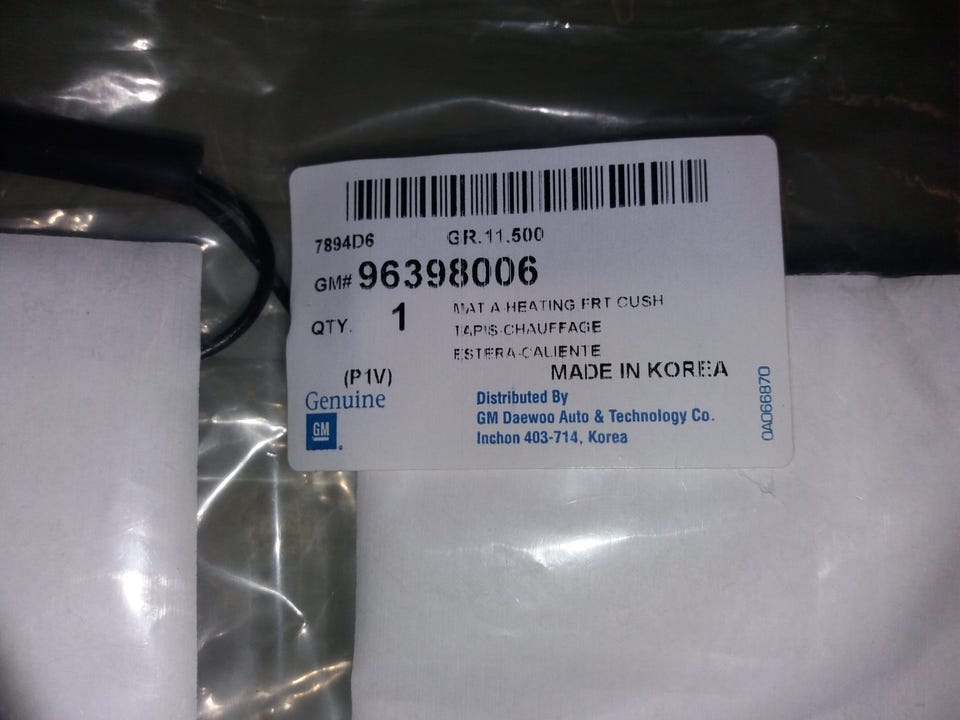 7894D6 GR.11.500
GM# 96398006
QTY. 1 MAT A-HEATING FRT CUSH
TAPIS-CHAUFFAGE
ESTERA-CALIENTE
(P1V) MADE IN KOREA
Genuine
GM
Distributed By
GM Daewoo Auto & Technology Co.
Inchon 403-714, Korea
0A066870